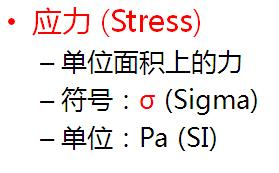 • 应力 (Stress)
– 单位面积上的力
– 符号：σ (Sigma)
– 单位：Pa (SI)